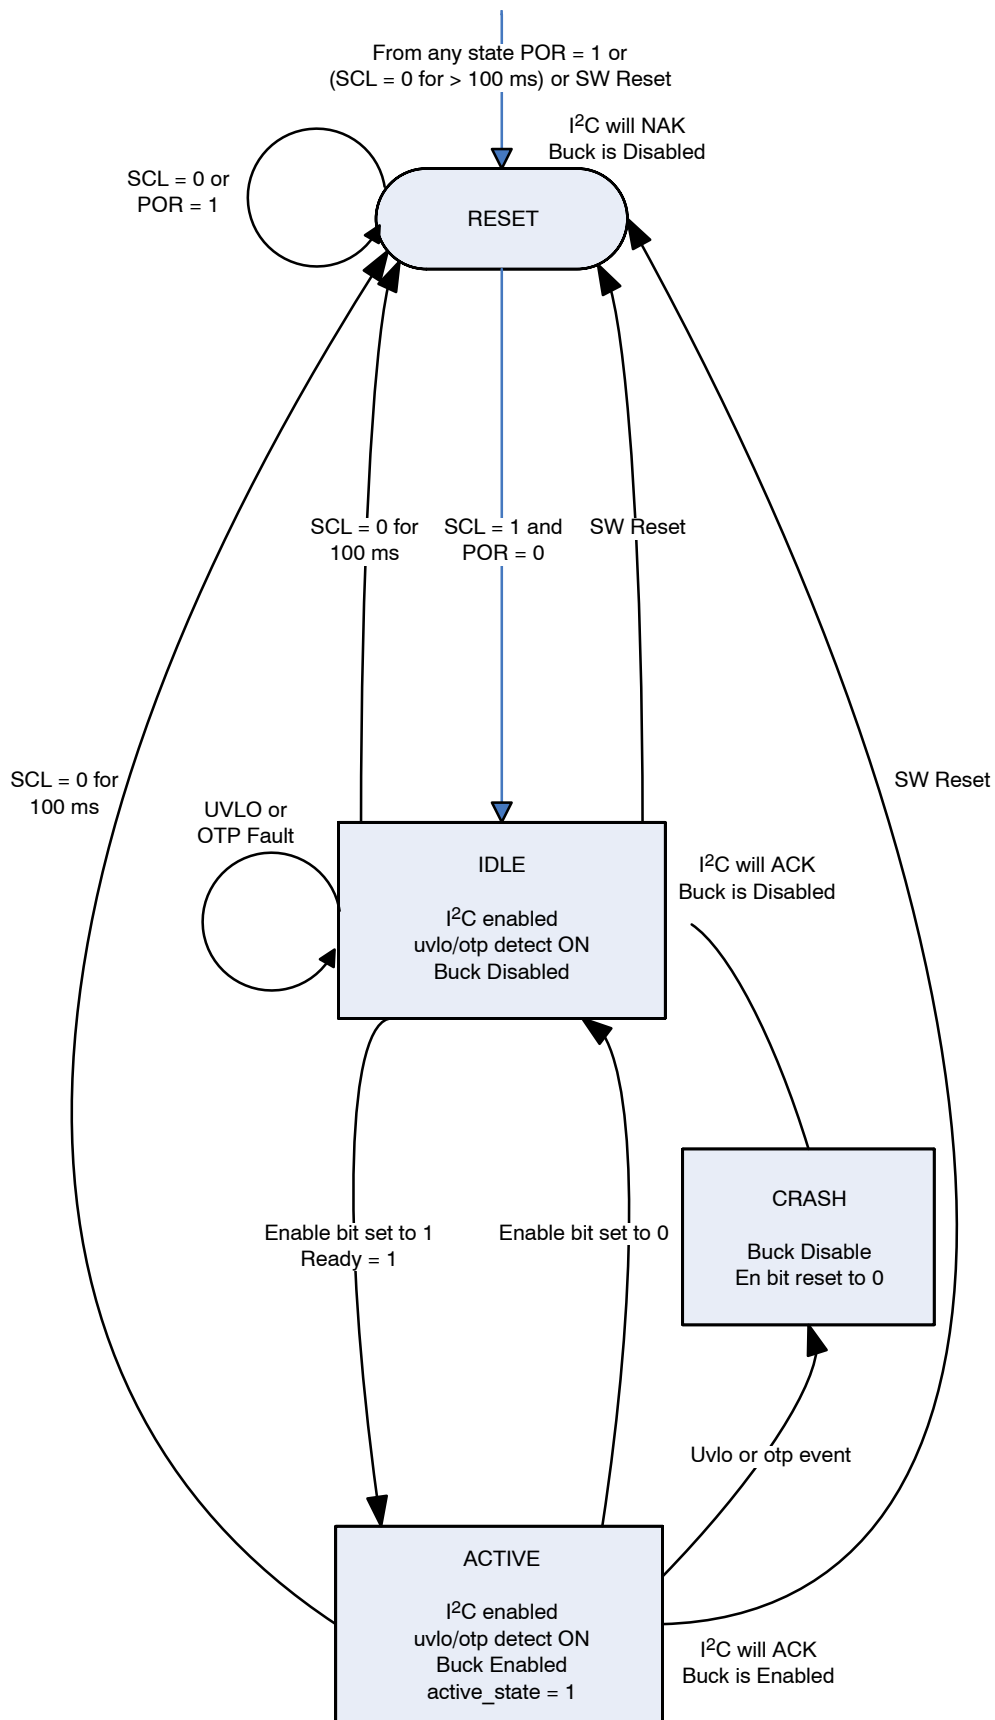 From any state POR = 1 or
(SCL = 0 for > 100 ms) or SW Reset
I²C will NAK
Buck is Disabled
SCL = 0 or
POR = 1
RESET
SCL = 0 for
100 ms
SCL = 1 and
POR = 0
SW Reset
SCL = 0 for
100 ms
SW Reset
UVLO or
OTP Fault
IDLE
I²C enabled
uvlo/otp detect ON
Buck Disabled
I²C will ACK
Buck is Disabled
Enable bit set to 1
Ready = 1
Enable bit set to 0
CRASH
Buck Disable
En bit reset to 0
Uvlo or otp event
ACTIVE
I²C enabled
uvlo/otp detect ON
Buck Enabled
active_state = 1
I²C will ACK
Buck is Enabled